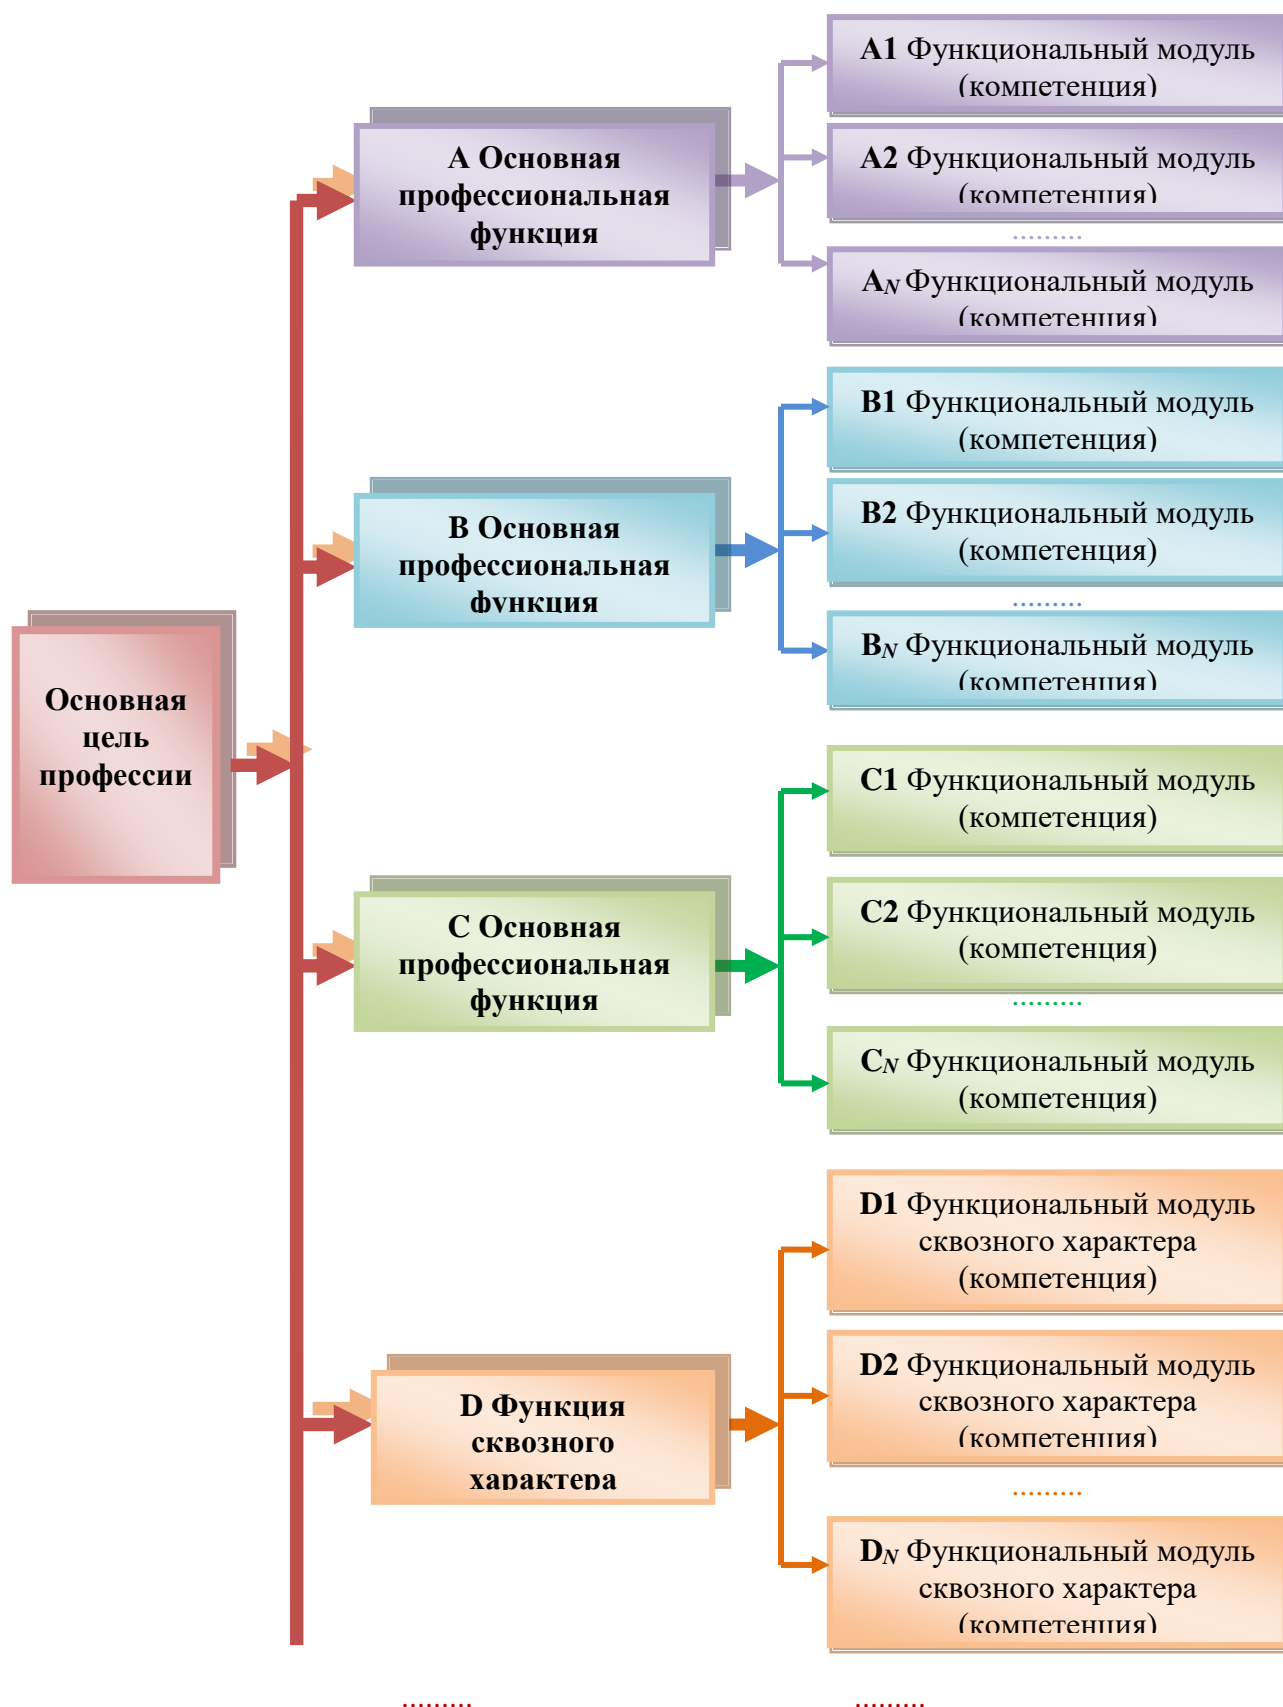 A1 Функциональный модуль
(компетенция)
A2 Функциональный модуль
(компетенция)
.........
AN Функциональный модуль
(компетенция)
A Основная
профессиональная
функция
B1 Функциональный модуль
(компетенция)
B2 Функциональный модуль
(компетенция)
.........
BN Функциональный модуль
(компетенция)
B Основная
профессиональная
функция
Основная
цель
профессии
C1 Функциональный модуль
(компетенция)
C2 Функциональный модуль
(компетенция)
.........
CN Функциональный модуль
(компетенция)
C Основная
профессиональная
функция
D1 Функциональный модуль
сквозного характера
(компетенция)
D2 Функциональный модуль
сквозного характера
(компетенция)
.........
DN Функциональный модуль
сквозного характера
(компетенция)
D Функция
сквозного
характера
.........
.........